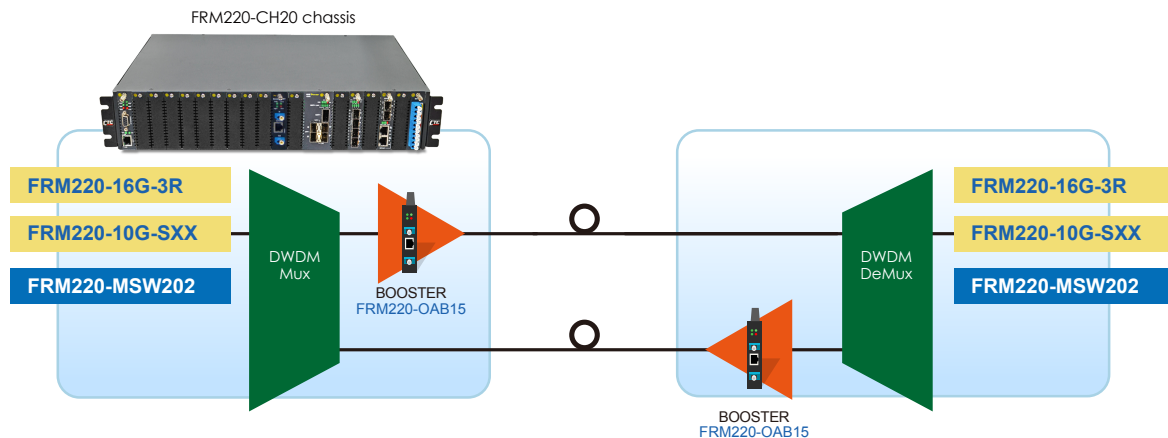 FRM220-CH20 chassis
FRM220-16G-3R
FRM220-10G-SXX
FRM220-MSW202
DWDM
Mux
BOOSTER
FRM220-OAB15
FRM220-16G-3R
FRM220-10G-SXX
FRM220-MSW202
DWDM
DeMux
BOOSTER
FRM220-OAB15